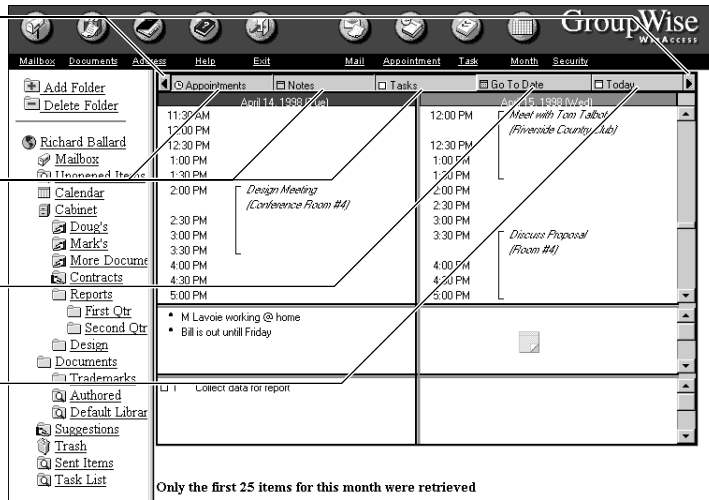 GroupWise
WEBACCESS
Mailbox Documents Address Help Exit Mail Appointment Task Month Security
Add Folder
Delete Folder
Richard Ballard
Mailbox
Unopened Items
Calendar
Cabinet
Doug's
Mark's
More Docume
Contracts
Reports
First Qtr
Second Qtr
Design
Documents
Trademarks
Authored
Default Librar
Suggestions
Trash
Sent Items
Task List
Appointments Notes Tasks Go To Date Today
April 14, 1998 (Tue)
11:30 AM
12:00 PM
12:30 PM
1:00 PM
1:30 PM
2:00 PM Design Meeting
(Conference Room #4)
2:30 PM
3:00 PM
3:30 PM
4:00 PM
4:30 PM
5:00 PM
April 15, 1998 (Wed)
12:00 PM Meet with Tom Talbot
(Riverside Country Club)
12:30 PM
1:00 PM
1:30 PM
2:00 PM
2:30 PM
3:00 PM
3:30 PM Discuss Proposal
(Room #4)
4:00 PM
4:30 PM
5:00 PM
• M Lavoie working @ home
• Bill is out untill Friday
1 Collect data for report
Only the first 25 items for this month were retrieved